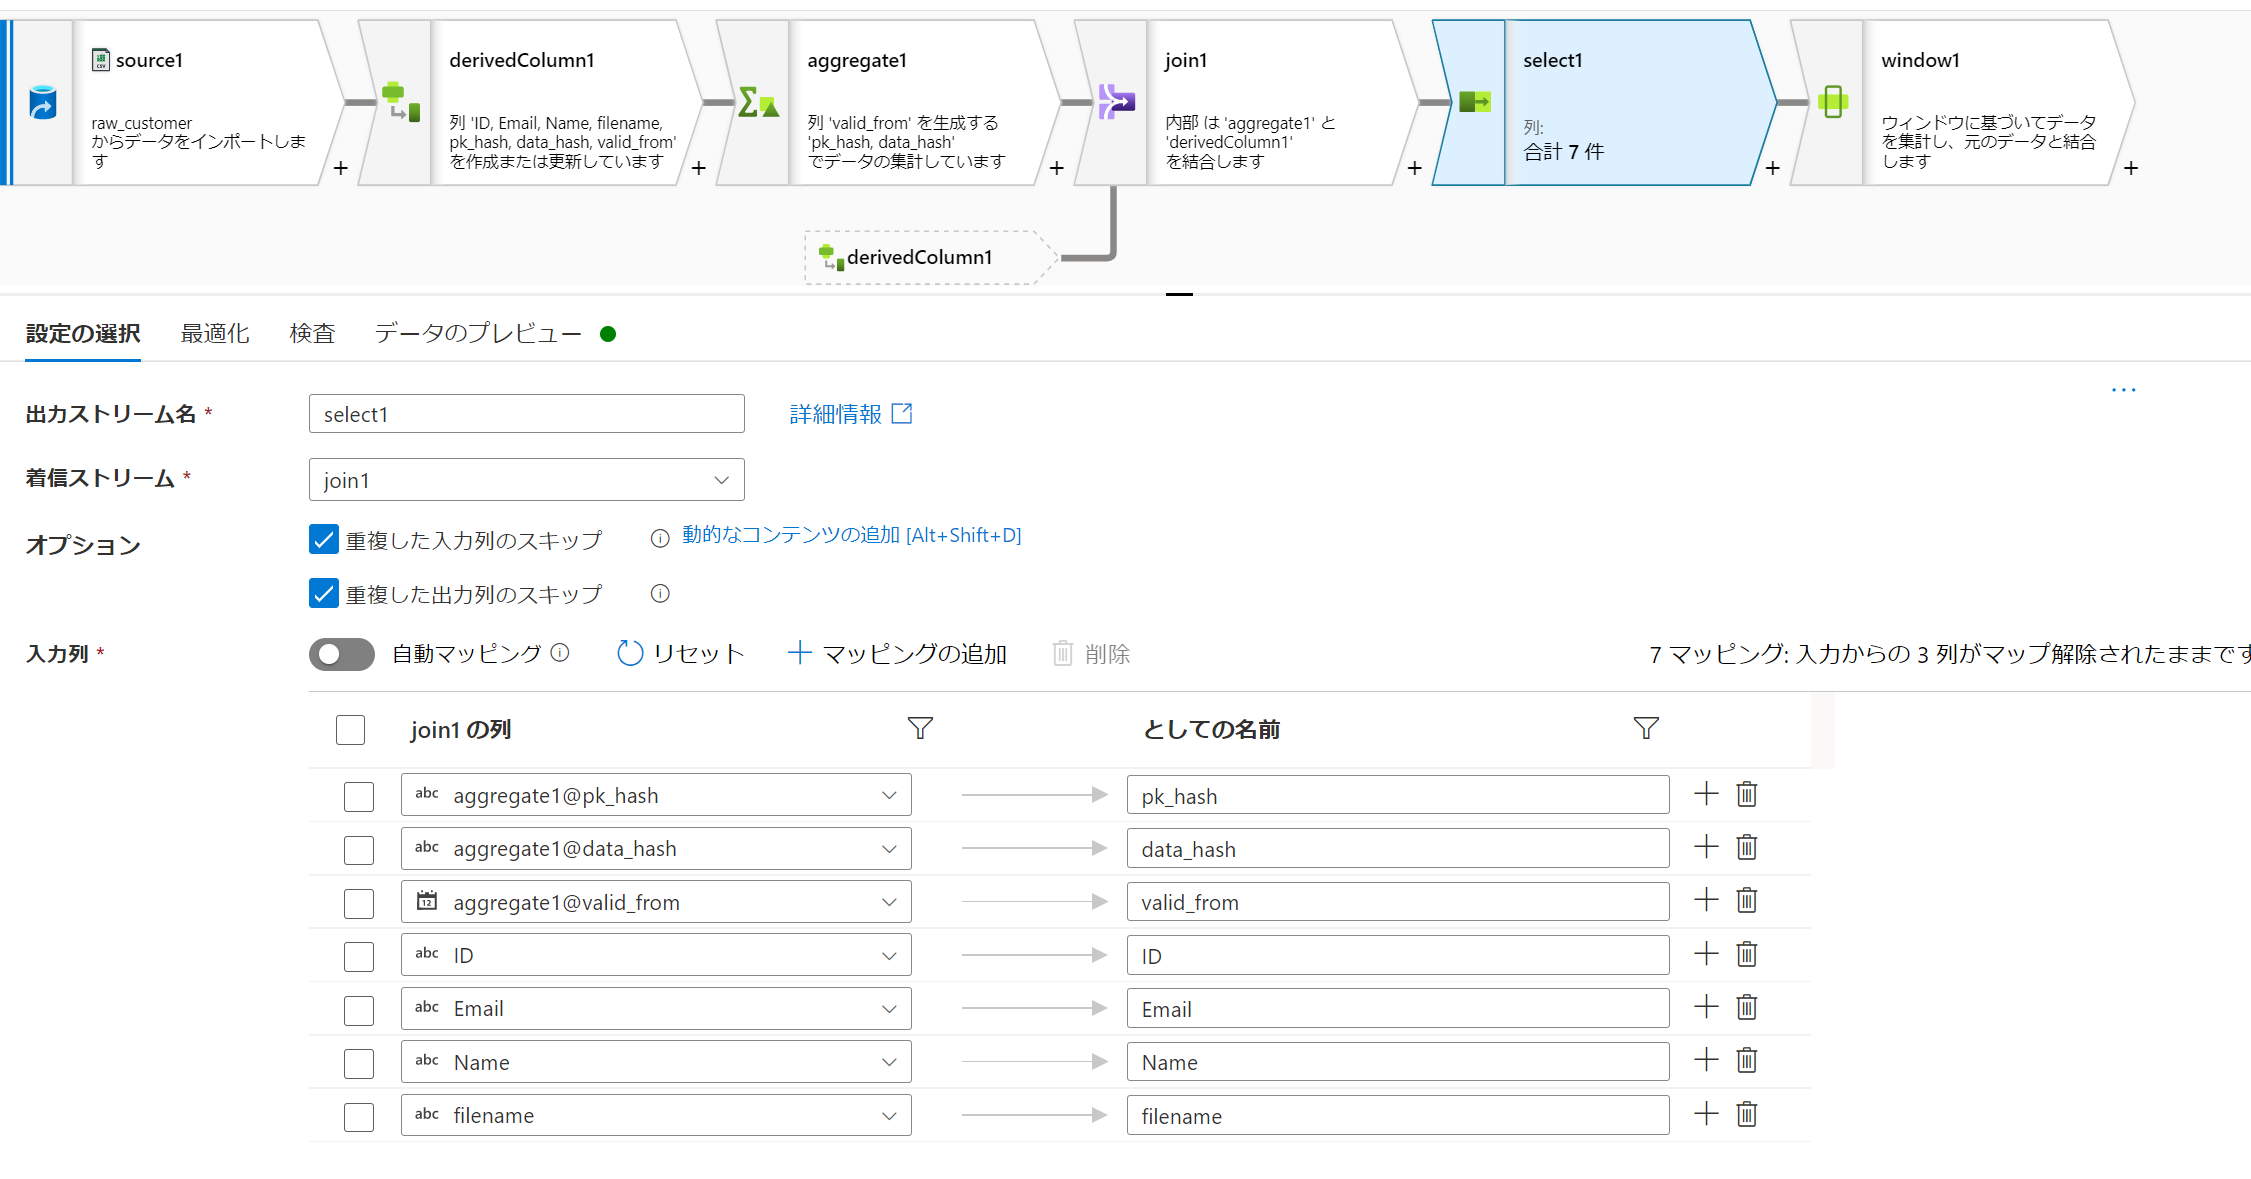 source1
raw_customer
からデータをインポートしま
す
+
derivedColumn1
列 'ID, Email, Name, filename,
pk_hash, data_hash, valid_from'
を作成または更新しています
+
aggregate1
列 'valid_from' を生成する
'pk_hash, data_hash'
でデータの集計しています
+
join1
内部 は 'aggregate1' と
'derivedColumn1'
を結合します
+
select1
列:
合計 7 件
+
window1
ウィンドウに基づいてデータ
を集計し、元のデータと結合
します
+
derivedColumn1
設定の選択 最適化 検査 データのプレビュー
...
出力ストリーム名 * select1 詳細情報
着信ストリーム * join1
オプション 重複した入力列のスキップ 動的なコンテンツの追加 [Alt+Shift+D]
重複した出力列のスキップ
入力列 * 自動マッピング リセット + マッピングの追加 削除 7 マッピング: 入力からの 3 列がマップ解除されたままです
join1 の列 としての名前
abc aggregate1@pk_hash pk_hash
abc aggregate1@data_hash data_hash
12 aggregate1@valid_from valid_from
abc ID ID
abc Email Email
abc Name Name
abc filename filename